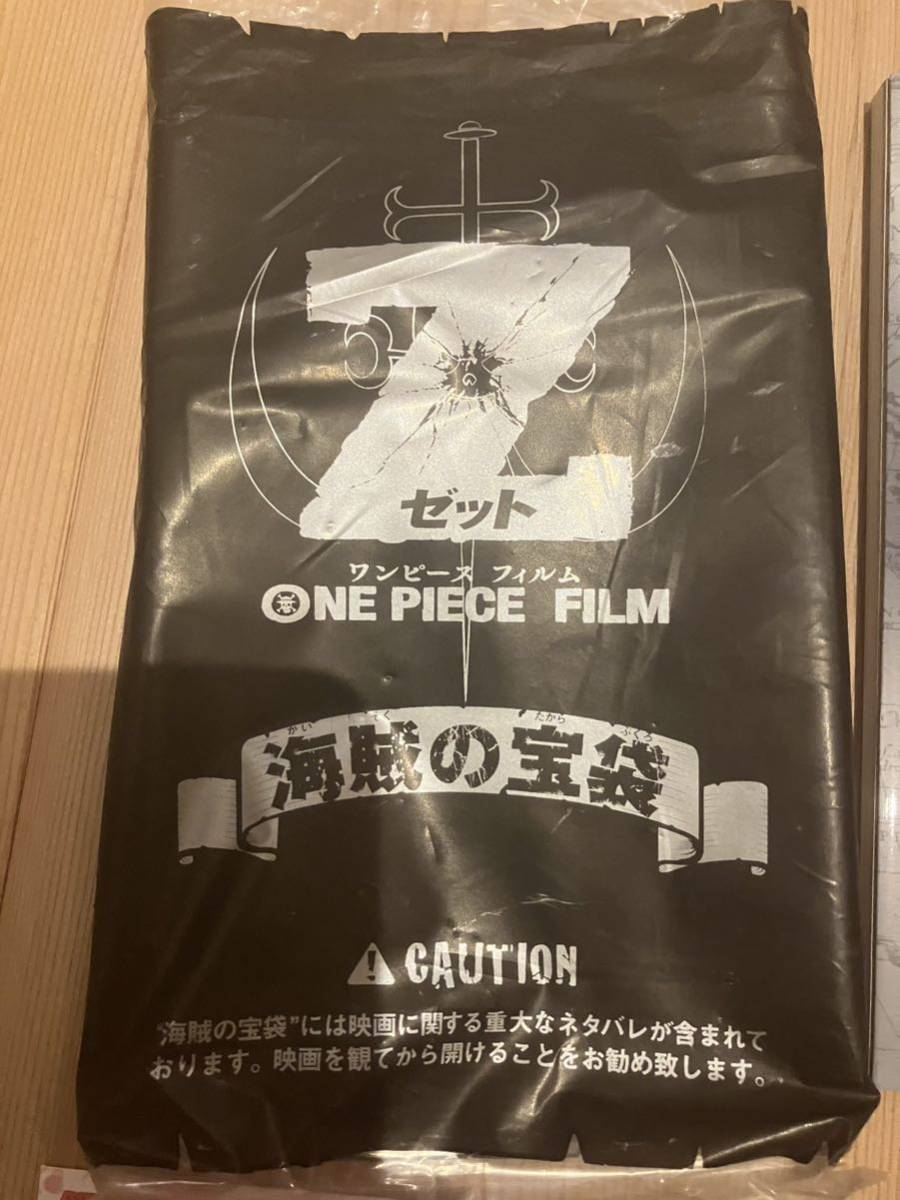 Z
ゼット
ワンピース フィルム
ONE PIECE FILM
かい ぞく たから ぶくろ
海賊の宝袋
CAUTION
"海賊の宝袋"には映画に関する重大なネタバレが含まれて
おります。映画を観てから開けることをお勧め致します。